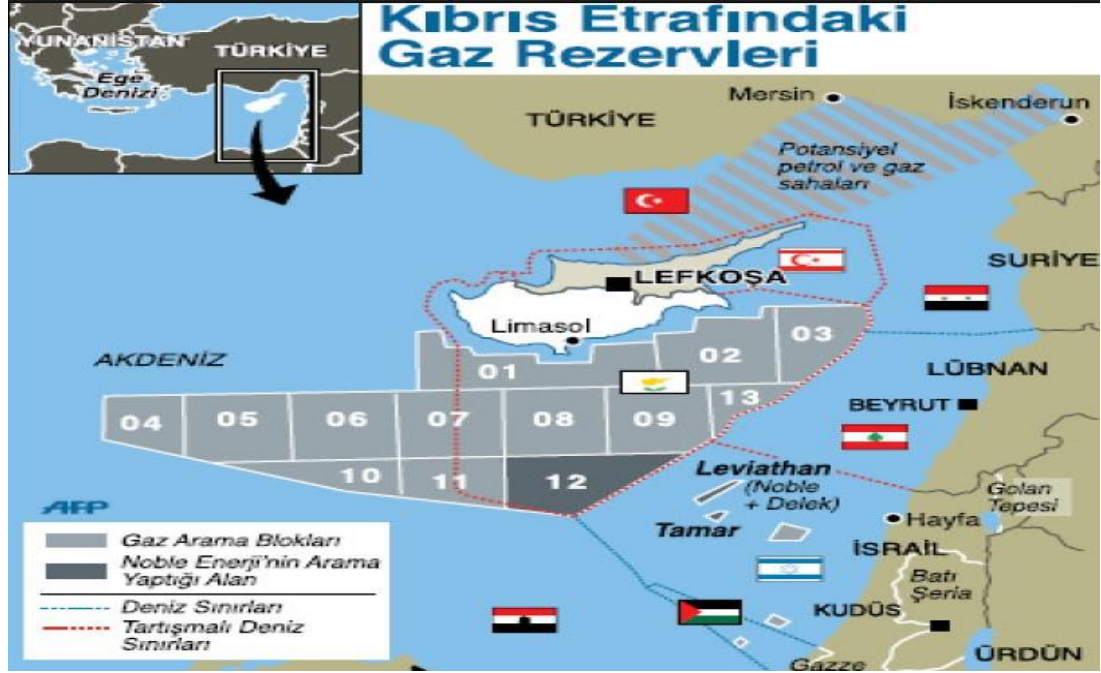 Kıbrıs Etrafındaki
Gaz Rezervleri
YUNANİSTAN
TÜRKİYE
Ege
Denizi
Mersin
İskenderun
TÜRKİYE
Potansiyel
petrol ve gaz
sahaları
SURİYE
LEFKOŞA
Limasol
03
02
01
AKDENİZ
LÜBNAN
13
04
05
06
07
08
09
BEYRUT
10
11
12
Leviathan
(Noble
+ Delek)
Golan
Tepesi
AFP
Tamar
Hayfa
İSRAİL
Gaz Arama Blokları
Noble Enerji'nin Arama
Yaptığı Alan
Batı
Şeria
Deniz Sınırları
Tartışmalı Deniz
Sınırları
KUDÜS
Gazze
ÜRDÜN